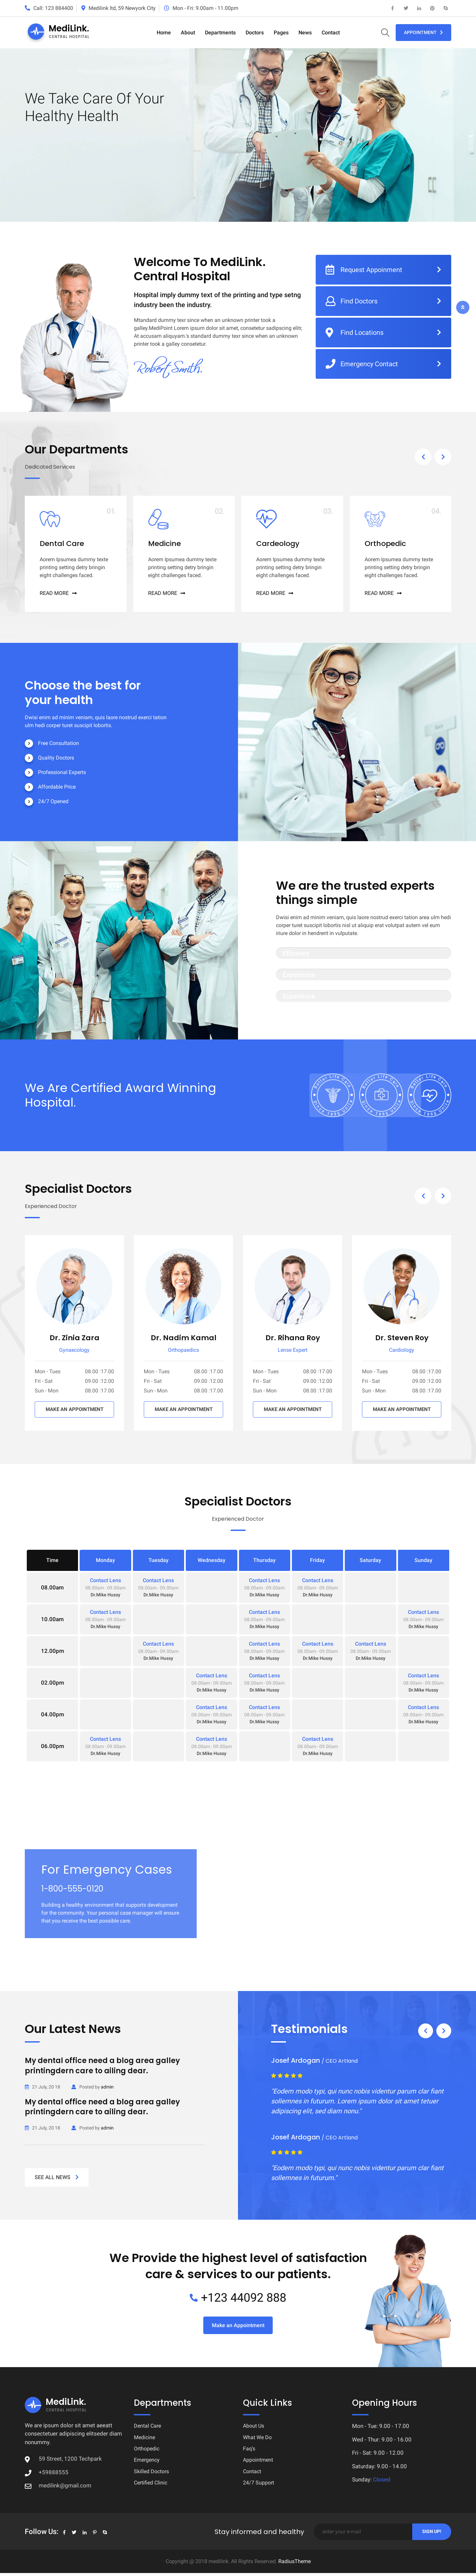 Call: 123 884400
Medilink ltd, 59 Newyork City
Mon - Fri: 9.00am - 11.00pm
MediLink.
CENTRAL HOSPITAL
Home
About
Departments
Doctors
Pages
News
Contact
APPOINTMENT
We Take Care Of Your
Healthy Health
Welcome To MediLink.
Central Hospital
Hospital imply dummy text of the printing and type setng
industry been the industry.
Mtandard dummy textesir when an unknown printer took a
galley.MediPoint Lorem ipsum dolor sit amet, consectetur sadipiscing elitr,
At accusam aliquyam.'s standard dummy text since when an unknown
printer took a galley consetetur.
Robert Smith.
Request Appoinment
Find Doctors
Find Locations
Emergency Contact
Our Departments
Dedicated Services
01.
Dental Care
Aorem Ipsumea dummy texte
printing setting detry bringin
eight challenges faced.
READ MORE
02.
Medicine
Aorem Ipsumea dummy texte
printing setting detry bringin
eight challenges faced.
READ MORE
03.
Cardeology
Aorem Ipsumea dummy texte
printing setting detry bringin
eight challenges faced.
READ MORE
04.
Orthopedic
Aorem Ipsumea dummy texte
printing setting detry bringin
eight challenges faced.
READ MORE
Choose the best for
your health
Dwisi enim ad minim veniam, quis laore nostrud exerci tation
ulm hedi corper turet suscipit lobortis.
Free Consultation
Quality Doctors
Professional Experts
Affordable Price
24/7 Opened
We are the trusted experts
things simple
Dwisi enim ad minim veniam, quis laore nostrud exerci tation area ulm hedi
corper turet suscipit lobortis nisl ut aliquip erat volutpat autem vel eum
iriure dolor in hendrerit in vulputate.
We Are Certified Award Winning
Hospital.
Specialist Doctors
Experienced Doctor
Dr. Zinia Zara
Gynaecology
Mon - Tues 08.00 :17.00
Fri - Sat 09.00 :12.00
Sun - Mon 08.00 :17.00
MAKE AN APPOINTMENT
Dr. Nadim Kamal
Orthopaedics
Mon - Tues 08.00 :17.00
Fri - Sat 09.00 :12.00
Sun - Mon 08.00 :17.00
MAKE AN APPOINTMENT
Dr. Rihana Roy
Lense Expert
Mon - Tues 08.00 :17.00
Fri - Sat 09.00 :12.00
Sun - Mon 08.00 :17.00
MAKE AN APPOINTMENT
Dr. Steven Roy
Cardiology
Mon - Tues 08.00 :17.00
Fri - Sat 09.00 :12.00
Sun - Mon 08.00 :17.00
MAKE AN APPOINTMENT
Specialist Doctors
Experienced Doctor
Time Monday Tuesday Wednesday Thursday Friday Saturday Sunday
Contact Lens Contact Lens Contact Lens Contact Lens
08.00am 08.00am - 09.00am 08.00am - 09.00am 08.00am - 09.00am 08.00am - 09.00am
Dr.Mike Hussy Dr.Mike Hussy Dr.Mike Hussy Dr.Mike Hussy
Contact Lens Contact Lens Contact Lens
10.00am 08.00am - 09.00am 08.00am - 09.00am 08.00am - 09.00am
Dr.Mike Hussy Dr.Mike Hussy Dr.Mike Hussy
Contact Lens Contact Lens Contact Lens Contact Lens
12.00pm 08.00am - 09.00am 08.00am - 09.00am 08.00am - 09.00am 08.00am - 09.00am
Dr.Mike Hussy Dr.Mike Hussy Dr.Mike Hussy Dr.Mike Hussy
Contact Lens Contact Lens Contact Lens
02.00pm 08.00am - 09.00am 08.00am - 09.00am 08.00am - 09.00am
Dr.Mike Hussy Dr.Mike Hussy Dr.Mike Hussy
Contact Lens Contact Lens Contact Lens
04.00pm 08.00am - 09.00am 08.00am - 09.00am 08.00am - 09.00am
Dr.Mike Hussy Dr.Mike Hussy Dr.Mike Hussy
Contact Lens Contact Lens Contact Lens
06.00pm 08.00am - 09.00am 08.00am - 09.00am 08.00am - 09.00am
Dr.Mike Hussy Dr.Mike Hussy Dr.Mike Hussy
For Emergency Cases
1-800-555-0120
Building a healthy environment that supports development
for the community. Your personal case manager will ensure
that you receive the best possible care.
Our Latest News
My dental office need a blog area galley
printingdern care to ailing dear.
21 July, 20 18 Posted by admin
My dental office need a blog area galley
printingdern care to ailing dear.
21 July, 20 18 Posted by admin
SEE ALL NEWS
Testimonials
Josef Ardogan / CEO Artland
"Eodem modo typi, qui nunc nobis videntur parum clar fiant
sollemnes in futurum. Lorem ipsum dolor sit amet tetuer
adipiscing elit, sed diam nonu."
Josef Ardogan / CEO Artland
"Eodem modo typi, qui nunc nobis videntur parum clar fiant
sollemnes in futurum."
We Provide the highest level of satisfaction
care & services to our patients.
+123 44092 888
Make an Appointment
MediLink.
CENTRAL HOSPITAL
We are ipsum dolor sit amet aeeatt
consectetuer adipiscing elitseder diam
nonummy.
59 Street, 1200 Techpark
+59888555
medilink@gmail.com
Departments
Dental Care
Medicine
Orthopedic
Emergency
Skilled Doctors
Certified Clinic
Quick Links
About Us
What We Do
Faq's
Appointment
Contact
24/7 Support
Opening Hours
Mon - Tue: 9.00 - 17.00
Wed - Thur: 9.00 - 16.00
Fri - Sat: 9.00 - 12.00
Saturday: 9.00 - 14.00
Sunday: Closed
Follow Us:
Stay informed and healthy
enter your e-mail
SIGN UP!
Copyright @ 2018 medilink. All Rights Reserved. RadiusTheme